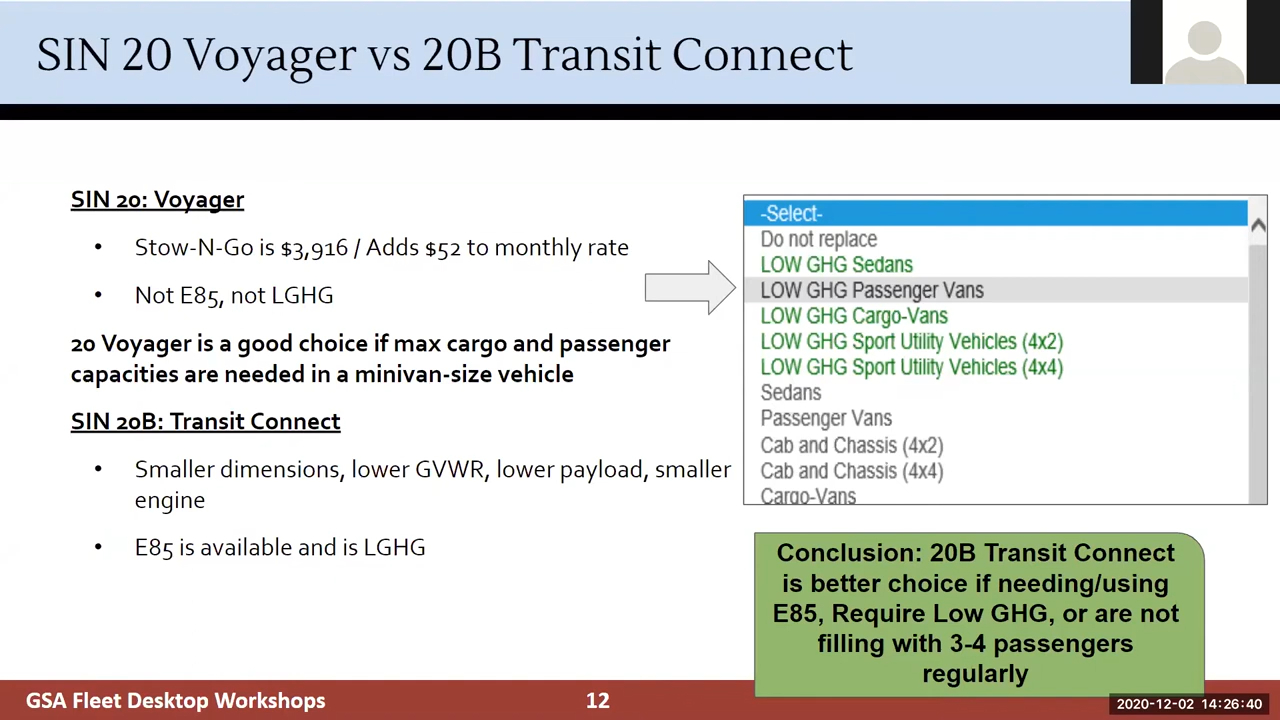 SIN 20 Voyager vs 20B Transit Connect
SIN 20: Voyager
• Stow-N-Go is $3,916 / Adds $52 to monthly rate
• Not E85, not LGHG
20 Voyager is a good choice if max cargo and passenger
capacities are needed in a minivan-size vehicle
SIN 20B: Transit Connect
• Smaller dimensions, lower GVWR, lower payload, smaller
engine
• E85 is available and is LGHG
-Select-
Do not replace
LOW GHG Sedans
LOW GHG Passenger Vans
LOW GHG Cargo-Vans
LOW GHG Sport Utility Vehicles (4x2)
LOW GHG Sport Utility Vehicles (4x4)
Sedans
Passenger Vans
Cab and Chassis (4x2)
Cab and Chassis (4x4)
Cargo-Vans
Conclusion: 20B Transit Connect
is better choice if needing/using
E85, Require Low GHG, or are not
filling with 3-4 passengers
regularly
GSA Fleet Desktop Workshops
12
2020-12-02 14:26:40